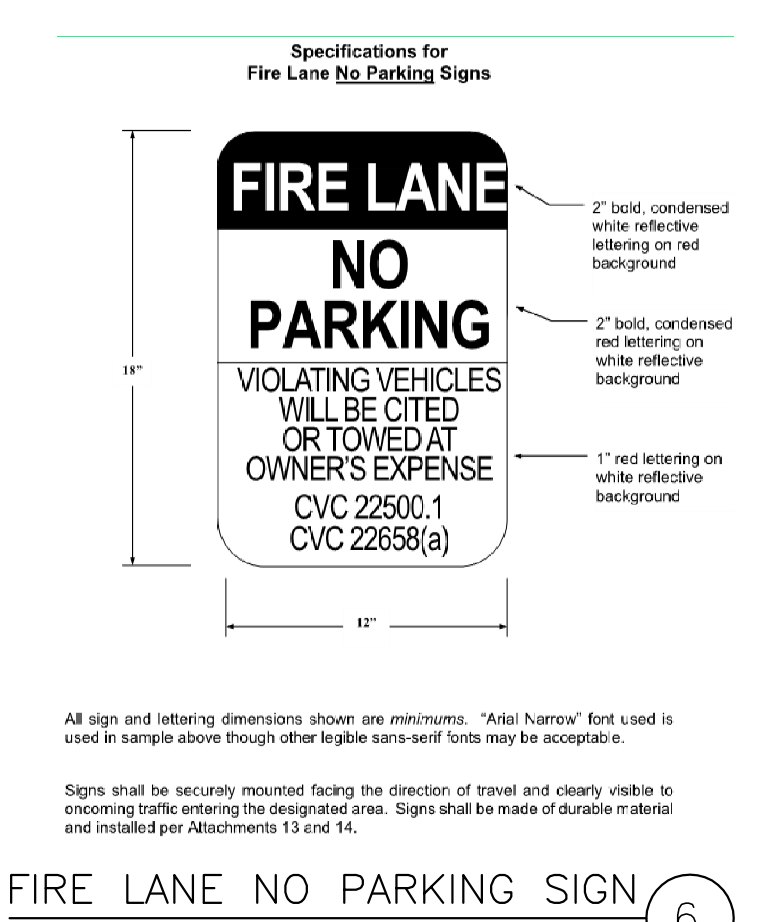 Specifications for
Fire Lane No Parking Signs
FIRE LANE
NO
PARKING
VIOLATING VEHICLES
WILL BE CITED
OR TOWED AT
OWNER'S EXPENSE
CVC 22500.1
CVC 22658(a)
2" bold, condensed
white reflective
lettering on red
background
2" bold, condensed
red lettering on
white reflective
background
1" red lettering on
white reflective
background
18"
12"
All sign and lettering dimensions shown are minimums. "Arial Narrow" font used is
used in sample above though other legible sans-serif fonts may be acceptable.
Signs shall be securely mounted facing the direction of travel and clearly visible to
oncoming traffic entering the designated area. Signs shall be made of durable material
and installed per Attachments 13 and 14.
FIRE LANE NO PARKING SIGN
6